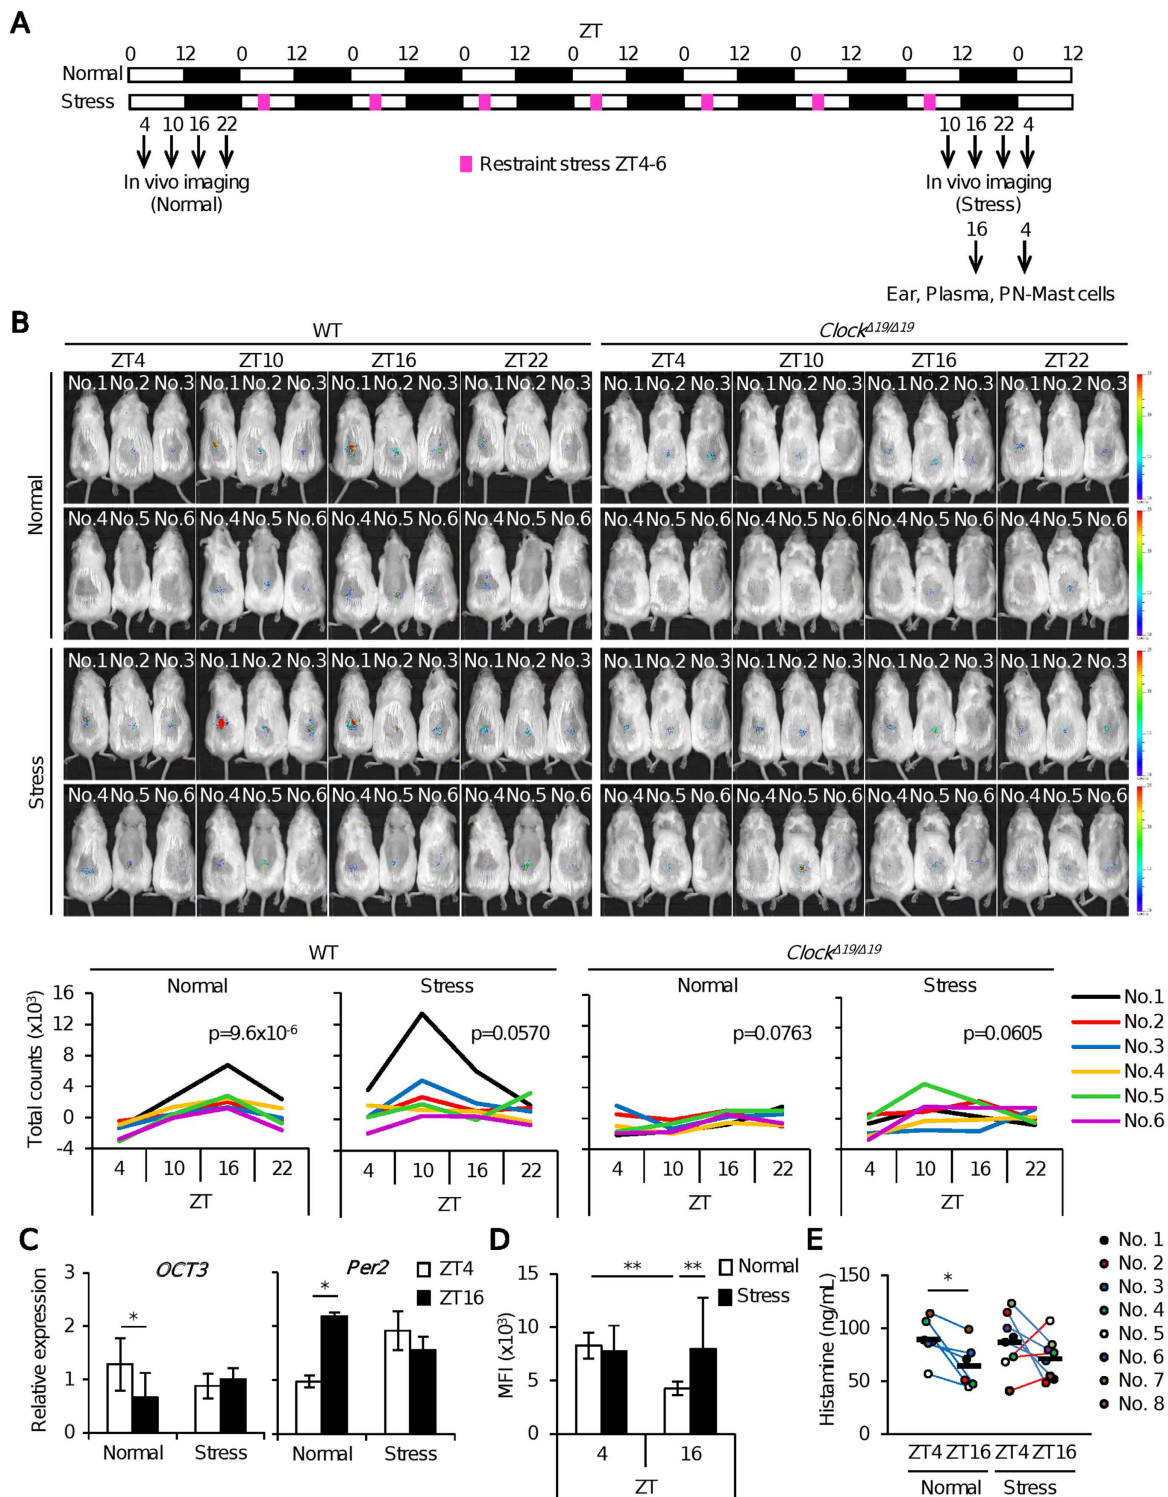 A
ZT
0 12 0 12 0 12 0 12 0 12 0 12 0 12 0 12 0 12
Normal
Stress
4 10 16 22
10 16 22 4
In vivo imaging
(Normal)
Restraint stress ZT4-6
In vivo imaging
(Stress)
16 4
Ear, Plasma, PN-Mast cells
B
WT
Clock^Δ19/Δ19
ZT4 ZT10 ZT16 ZT22 ZT4 ZT10 ZT16 ZT22
Normal
No.1 No.2 No.3 No.1 No.2 No.3 No.1 No.2 No.3 No.1 No.2 No.3 No.1 No.2 No.3 No.1 No.2 No.3 No.1 No.2 No.3 No.1 No.2 No.3
No.4 No.5 No.6 No.4 No.5 No.6 No.4 No.5 No.6 No.4 No.5 No.6 No.4 No.5 No.6 No.4 No.5 No.6 No.4 No.5 No.6 No.4 No.5 No.6
Stress
No.1 No.2 No.3 No.1 No.2 No.3 No.1 No.2 No.3 No.1 No.2 No.3 No.1 No.2 No.3 No.1 No.2 No.3 No.1 No.2 No.3 No.1 No.2 No.3
No.4 No.5 No.6 No.4 No.5 No.6 No.4 No.5 No.6 No.4 No.5 No.6 No.4 No.5 No.6 No.4 No.5 No.6 No.4 No.5 No.6 No.4 No.5 No.6
WT
Clock^Δ19/Δ19
Normal
Stress
Normal
Stress
Total counts (x10³)
16
12
8
4
0
-4
p=9.6x10⁻⁶
p=0.0570
p=0.0763
p=0.0605
No.1
No.2
No.3
No.4
No.5
No.6
4 10 16 22 4 10 16 22 4 10 16 22 4 10 16 22
ZT ZT ZT ZT
C
OCT3
Per2
Relative expression
3
2
1
0
*
*
ZT4
ZT16
Normal Stress Normal Stress
D
MFI (x10³)
15
10
5
0
** **
Normal
Stress
4 16
ZT
E
Histamine (ng/mL)
150
100
50
0
*
ZT4 ZT16 ZT4 ZT16
Normal Stress
No. 1
No. 2
No. 3
No. 4
No. 5
No. 6
No. 7
No. 8